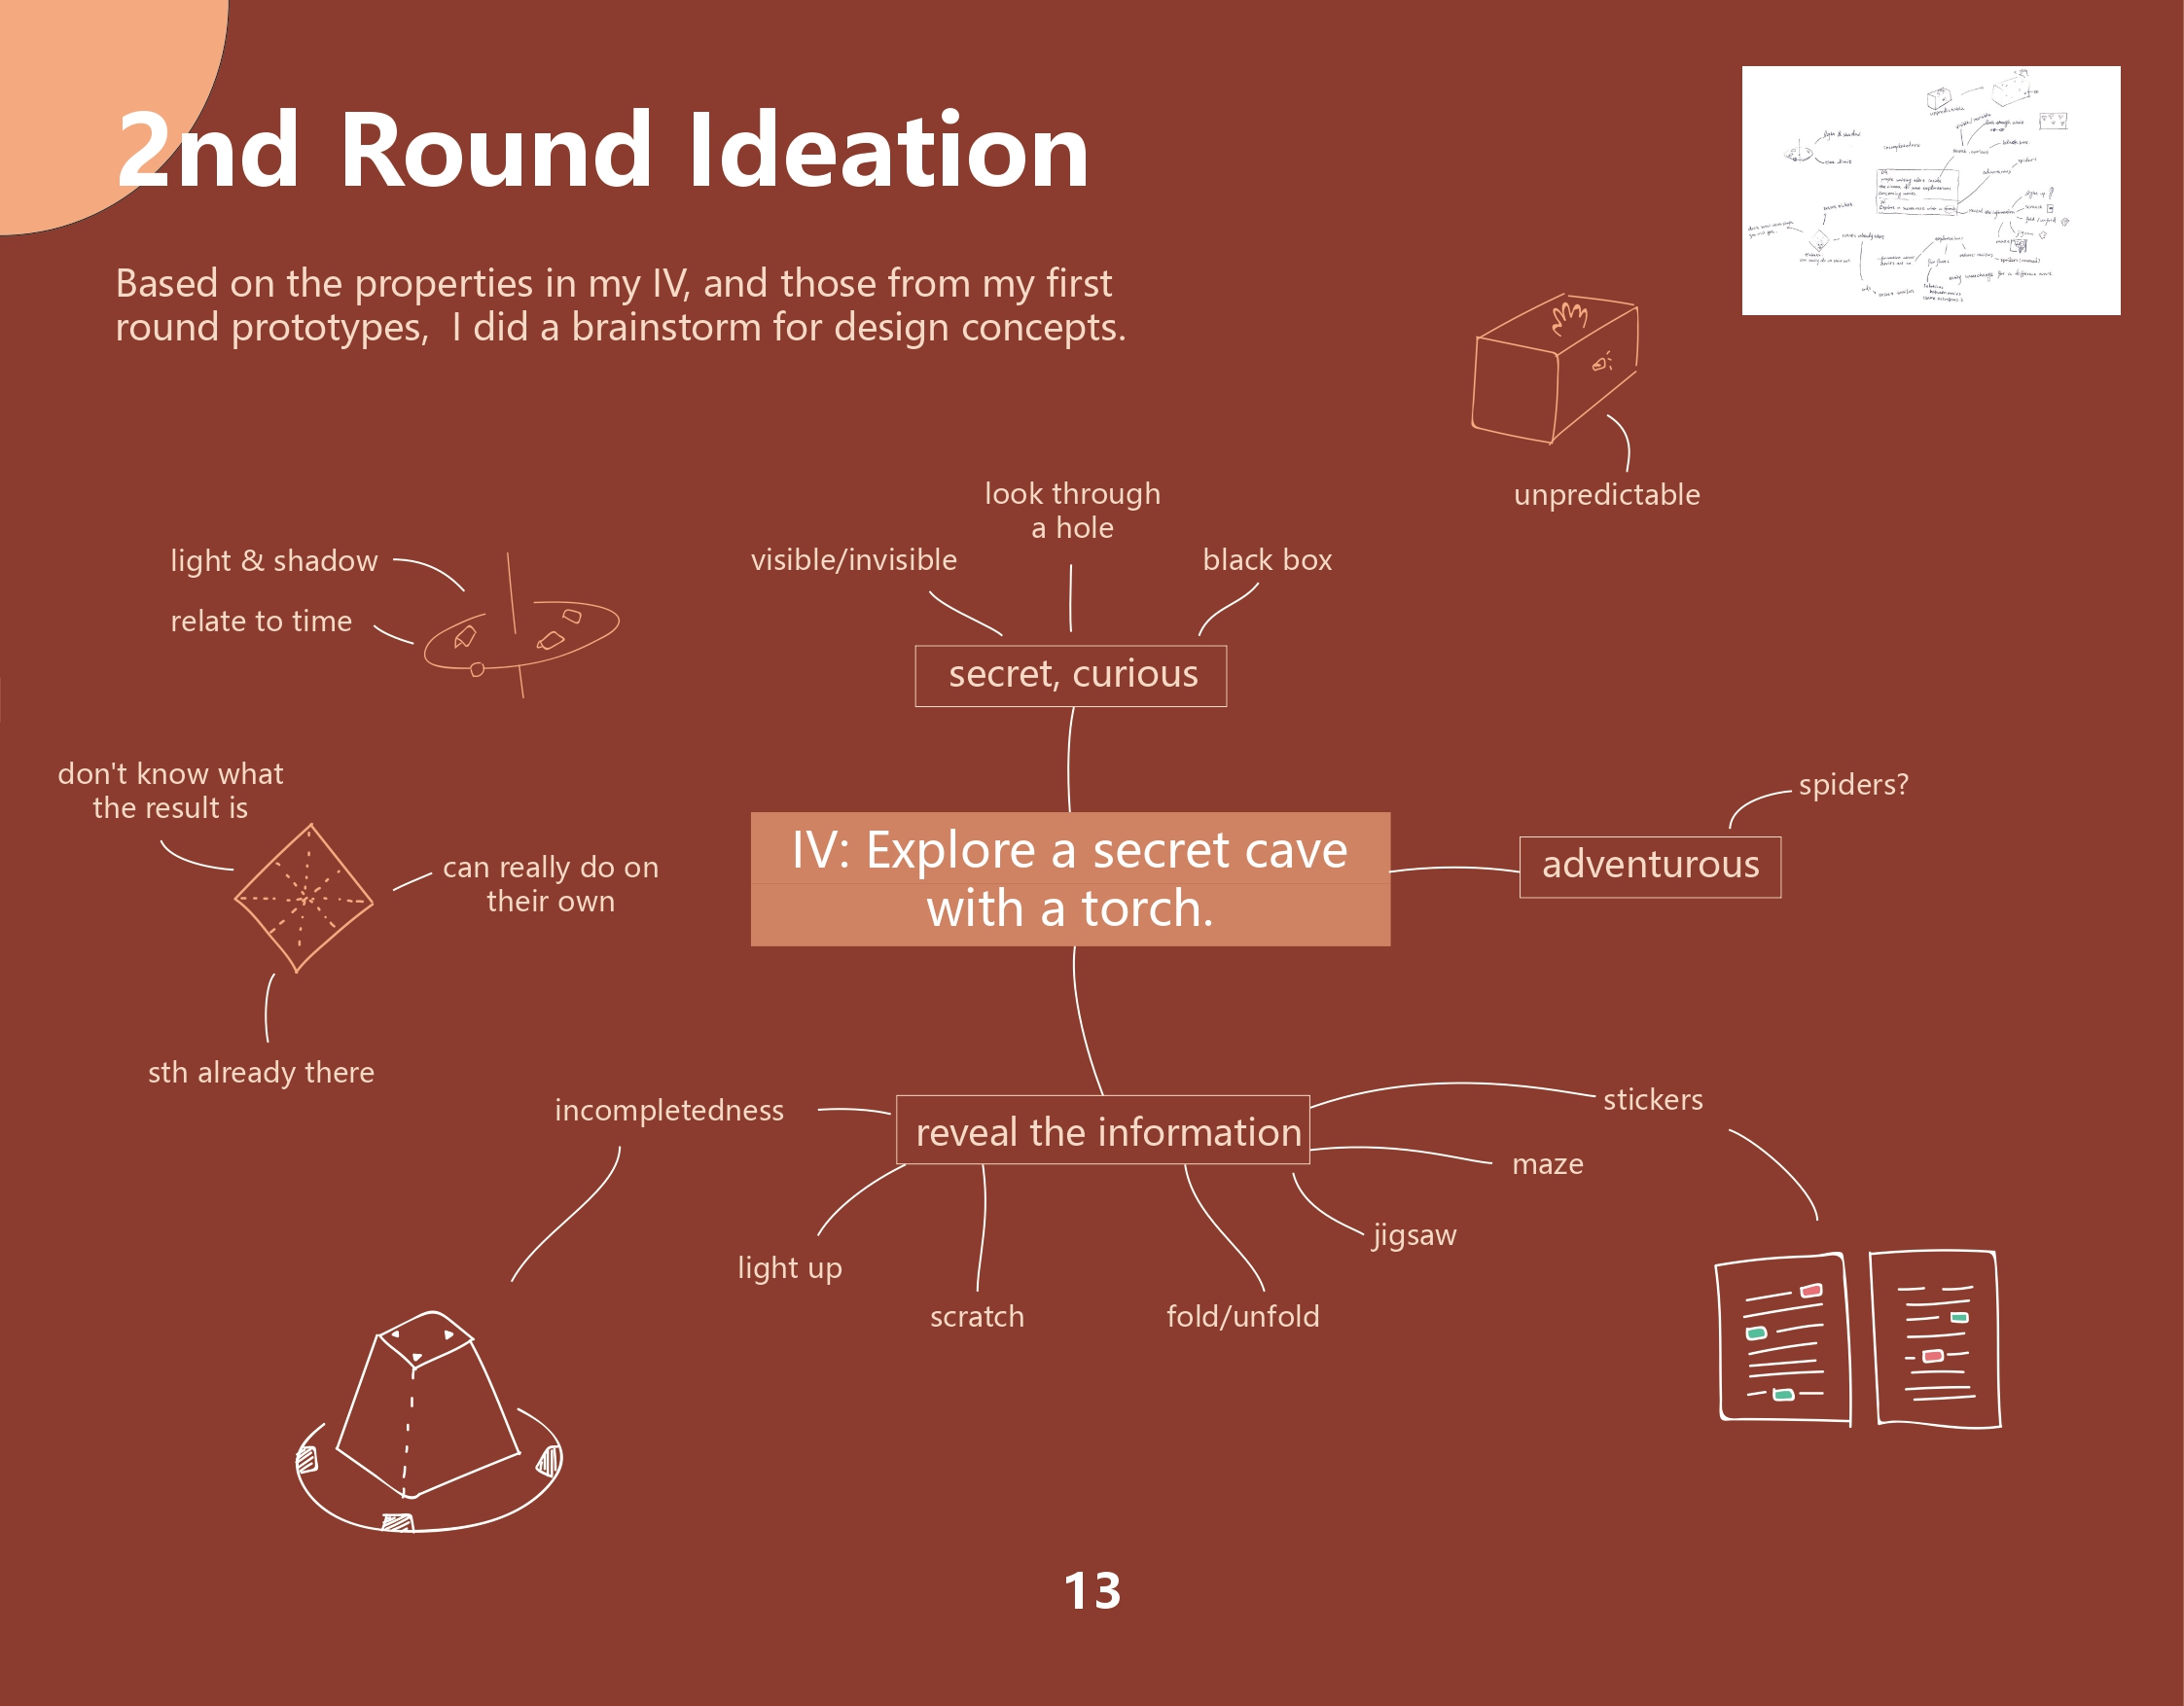 2nd Round Ideation
Based on the properties in my IV, and those from my first
round prototypes,  I did a brainstorm for design concepts.
unpredictable
look through
a hole
visible/invisible
black box
light & shadow
relate to time
secret, curious
don't know what
the result is
can really do on
their own
sth already there
IV: Explore a secret cave
with a torch.
spiders?
adventurous
incompletedness
reveal the information
stickers
maze
jigsaw
light up
scratch
fold/unfold
13